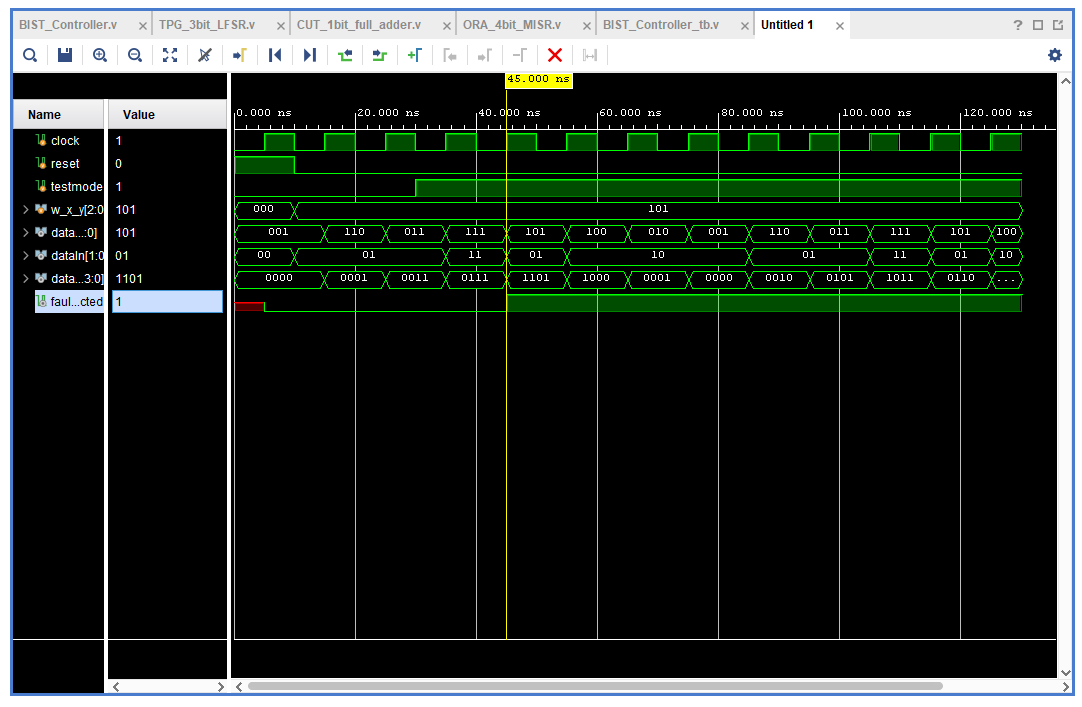 BIST_Controller.v × TPG_3bit_LFSR.v × CUT_1bit_full_adder.v × ORA_4bit_MISR.v × BIST_Controller_tb.v × Untitled 1 × ?
45.000 ns
Name Value
0.000 ns 20.000 ns 40.000 ns 60.000 ns 80.000 ns 100.000 ns 120.000 ns
clock 1
reset 0
testmode 1
w_x_y[2:0 101 000 101
data...:0] 101 001 110 011 111 101 100 010 001 110 011 111 101 100
dataIn[1:0 01 00 01 11 01 10 01 11 01 10
data...3:0] 1101 0000 0001 0011 0111 1101 1000 0001 0000 0010 0101 1011 0110 ...
faul...cted 1